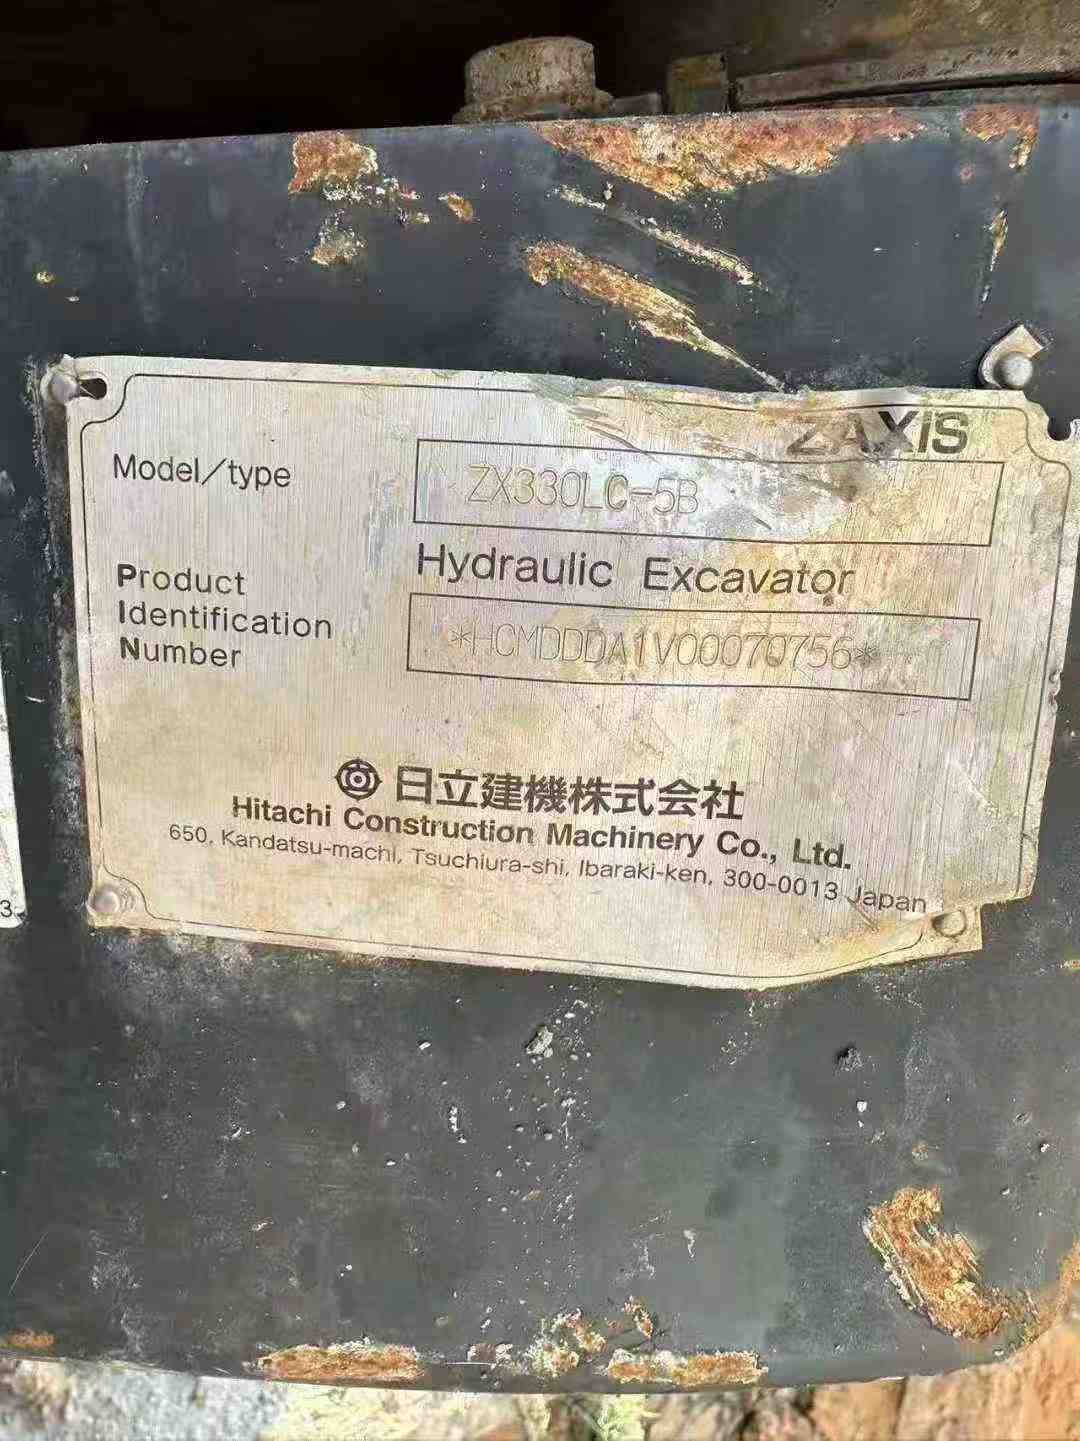 ZAXIS
Model/type
ZX330LC-5B
Hydraulic Excavator
Product
Identification
Number
*HCMDDDA1V00070756*
日立建機株式会社
Hitachi Construction Machinery Co., Ltd.
650, Kandatsu-machi, Tsuchiura-shi, Ibaraki-ken, 300-0013 Japan
3